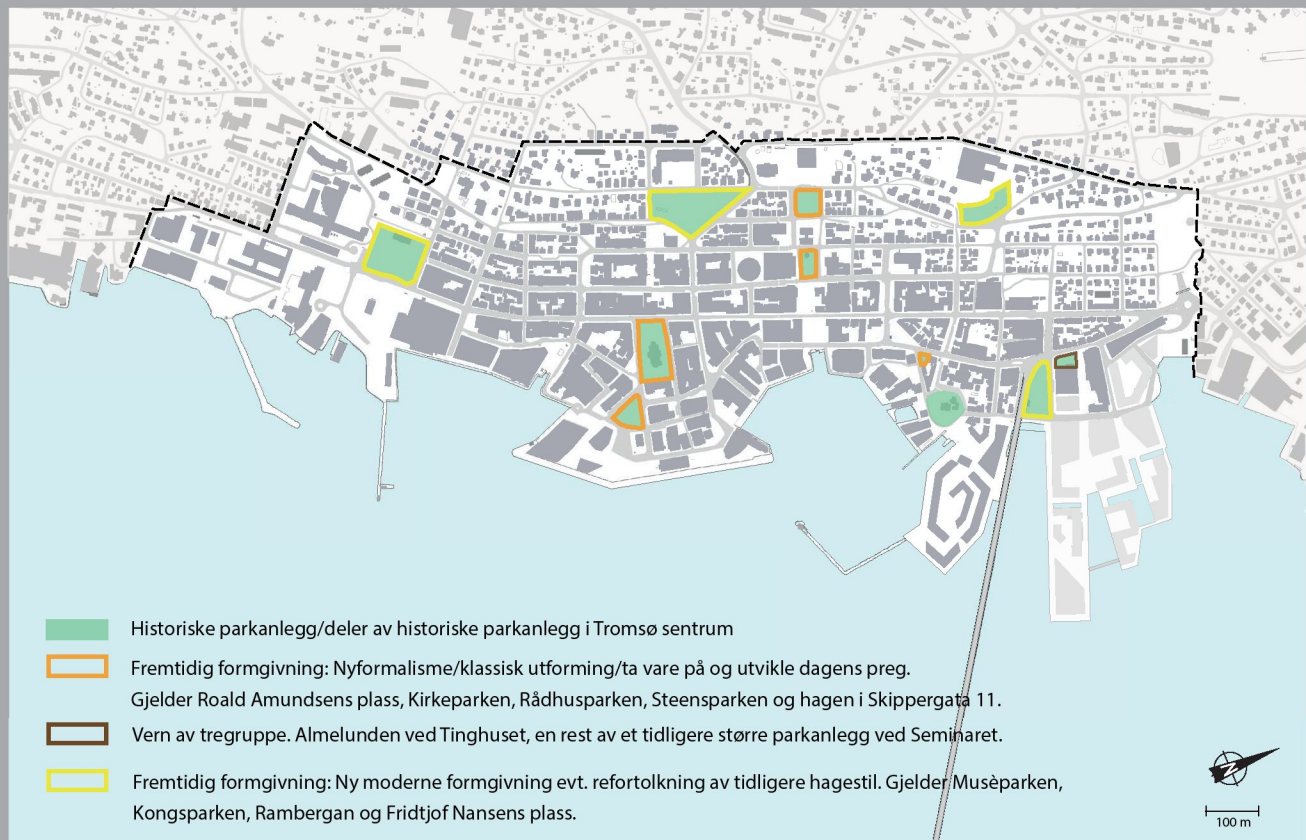 Historiske parkanlegg/deler av historiske parkanlegg i Tromsø sentrum
Fremtidig formgivning: Nyformalisme/klassisk utforming/ta vare på og utvikle dagens preg.
Gjelder Roald Amundsens plass, Kirkeparken, Rådhusparken, Steensparken og hagen i Skippergata 11.
Vern av tregruppe. Almelunden ved Tinghuset, en rest av et tidligere større parkanlegg ved Seminaret.
Fremtidig formgivning: Ny moderne formgivning evt. refortolkning av tidligere hagestil. Gjelder Musèparken,
Kongsparken, Rambergan og Fridtjof Nansens plass.
N
100 m